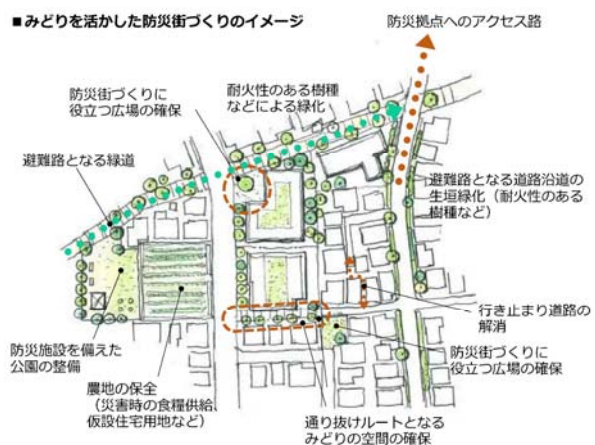 ■みどりを活かした防災街づくりのイメージ
防災拠点へのアクセス路
防災街づくりに
役立つ広場の確保
耐火性のある樹種
などによる緑化
避難路となる緑道
避難路となる道路沿道の
生垣緑化（耐火性のある
樹種など）
行き止まり道路の
解消
防災施設を備えた
公園の整備
防災街づくりに
役立つ広場の確保
農地の保全
（災害時の食糧供給、
仮設住宅用地など）
通り抜けルートとなる
みどりの空間の確保